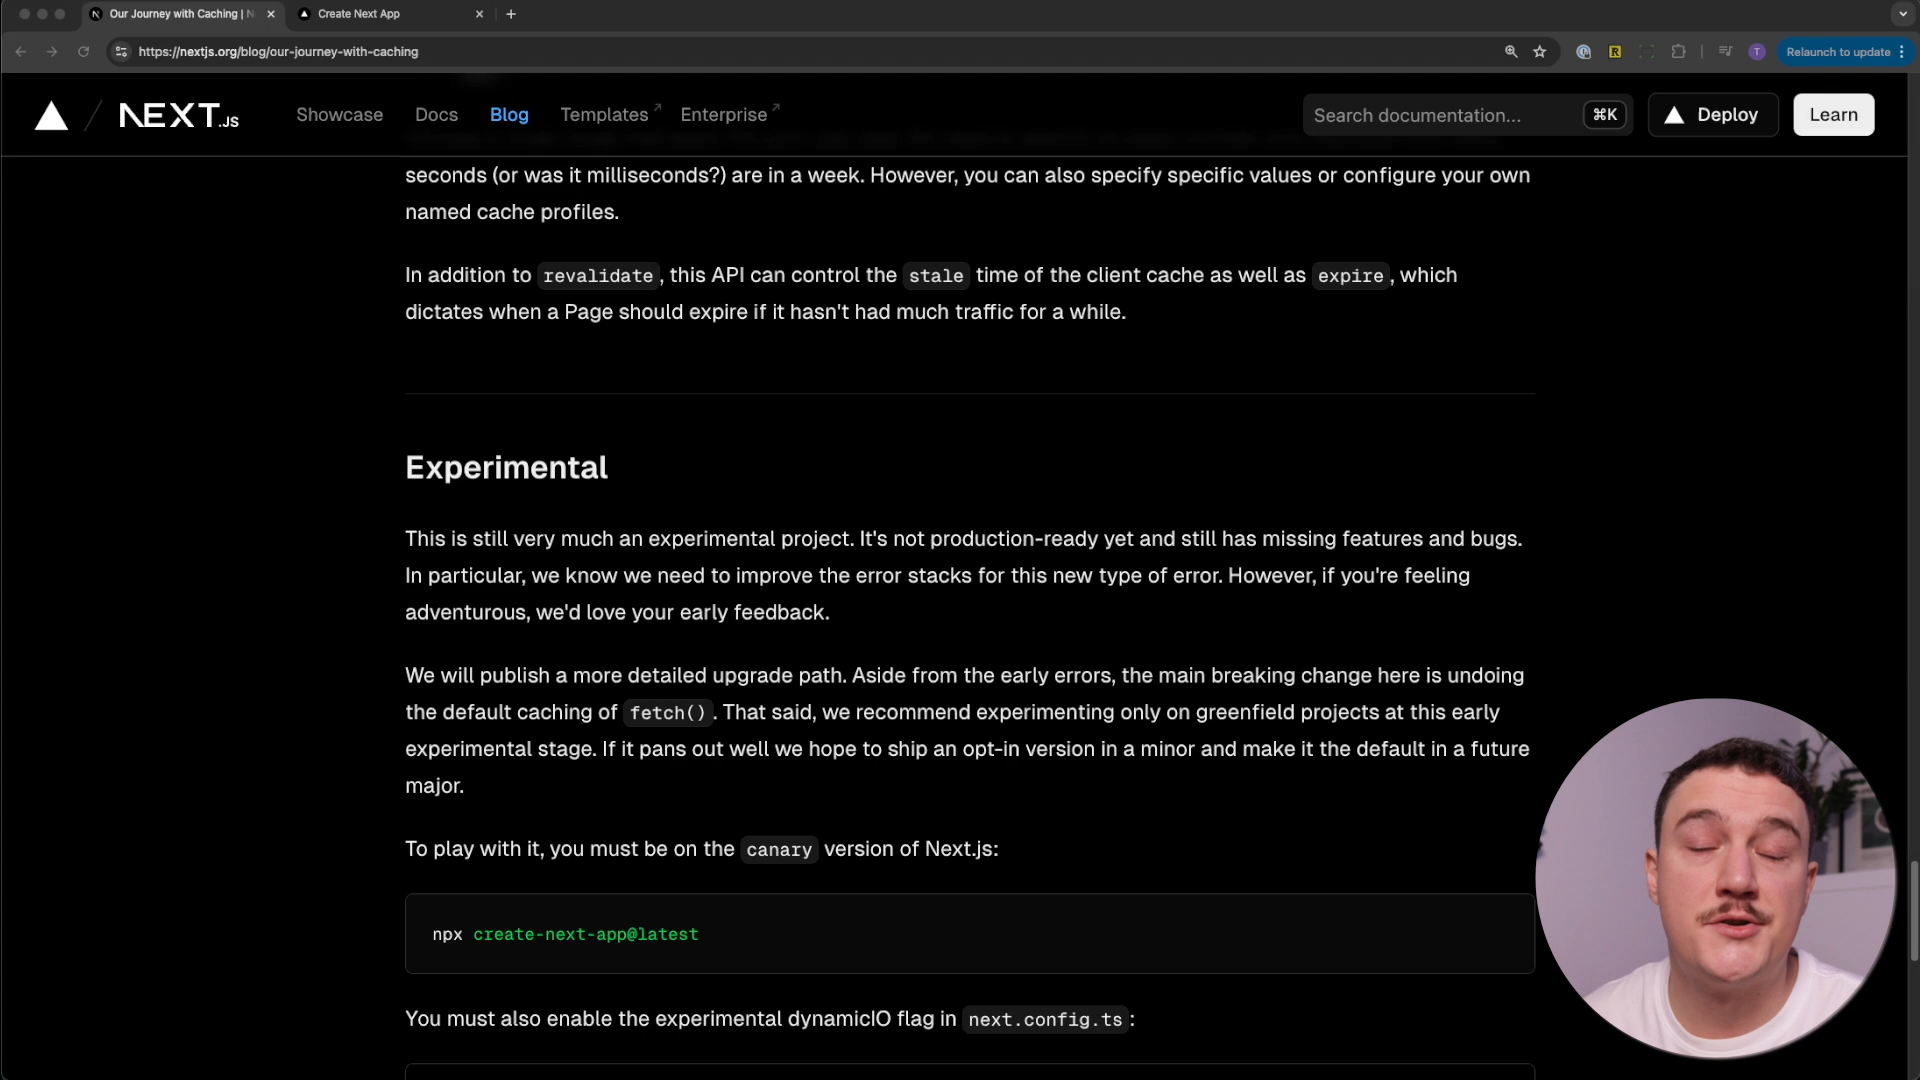 Our Journey with Caching | N
Create Next App
https://nextjs.org/blog/our-journey-with-caching
R
T
Relaunch to update
NEXT.JS
Showcase
Docs
Blog
Templates
Enterprise
Search documentation...
⌘K
Deploy
Learn
seconds (or was it milliseconds?) are in a week. However, you can also specify specific values or configure your own
named cache profiles.
In addition to revalidate, this API can control the stale time of the client cache as well as expire, which
dictates when a Page should expire if it hasn't had much traffic for a while.
Experimental
This is still very much an experimental project. It's not production-ready yet and still has missing features and bugs.
In particular, we know we need to improve the error stacks for this new type of error. However, if you're feeling
adventurous, we'd love your early feedback.
We will publish a more detailed upgrade path. Aside from the early errors, the main breaking change here is undoing
the default caching of fetch(). That said, we recommend experimenting only on greenfield projects at this early
experimental stage. If it pans out well we hope to ship an opt-in version in a minor and make it the default in a future
major.
To play with it, you must be on the canary version of Next.js:
npx create-next-app@latest
You must also enable the experimental dynamicIO flag in next.config.ts: